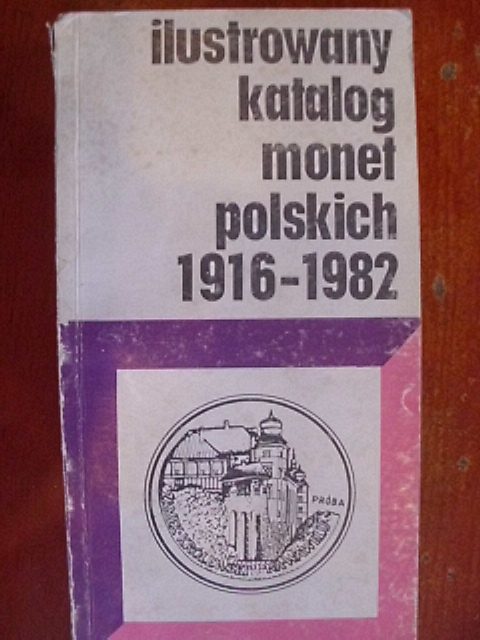 ilustrowany
katalog
monet
polskich
1916-1982
PRÓBA